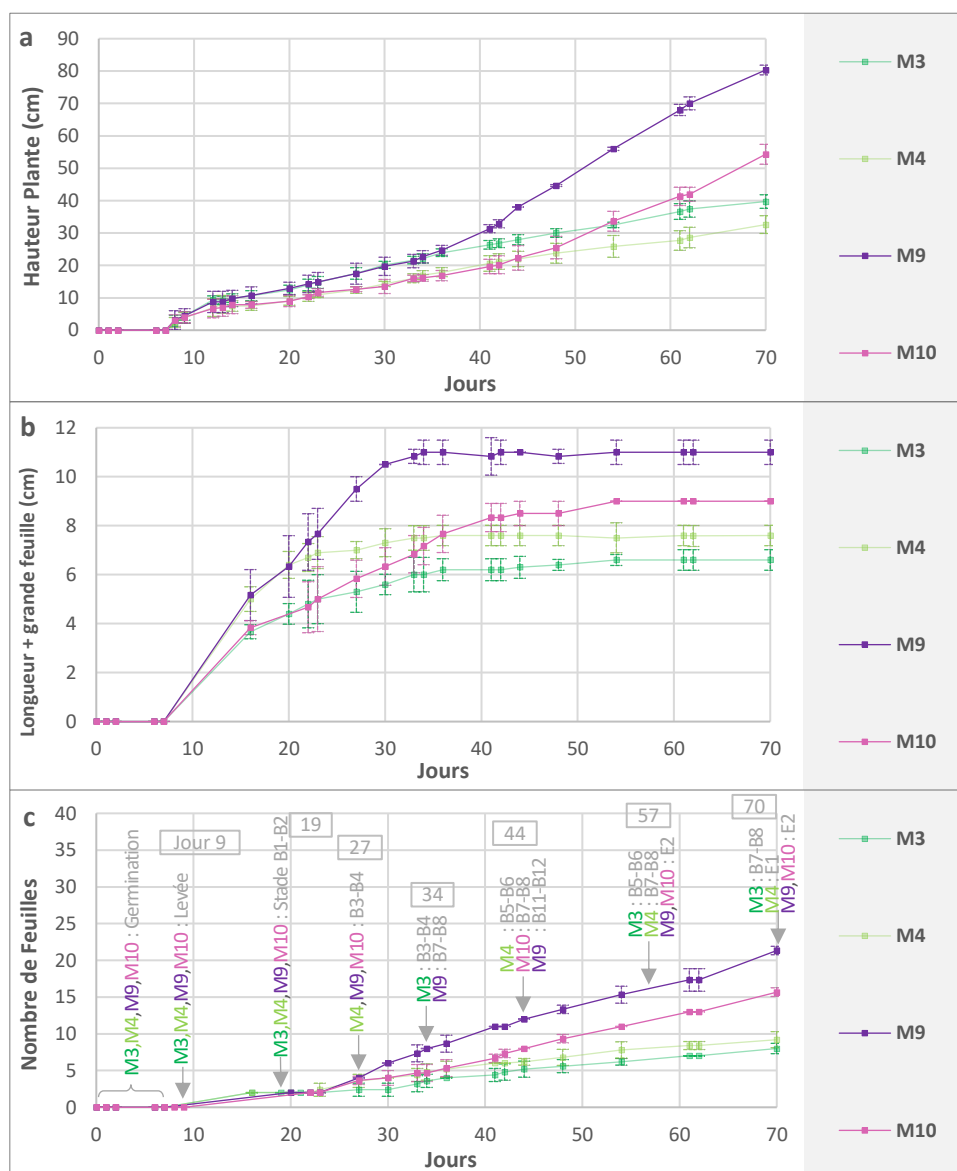 a
Hauteur Plante (cm)
90
80
70
60
50
40
30
20
10
0
0 10 20 30 40 50 60 70
Jours
M3
M4
M9
M10
b
Longueur + grande feuille (cm)
12
10
8
6
4
2
0
0 10 20 30 40 50 60 70
Jours
M3
M4
M9
M10
c
Nombre de Feuilles
40
35
30
25
20
15
10
5
0
0 10 20 30 40 50 60 70
Jours
M3,M4,M9,M10 : Germination
Jour 9
M3,M4,M9,M10 : Levée
19
M3,M4,M9,M10 : Stade B1-B2
27
M4,M9,M10 : B3-B4
34
M3 : B3-B4
M9 : B7-B8
44
M4 : B5-B6
M10 : B7-B8
M9 : B11-B12
57
M3 : B5-B6
M4 : B7-B8
M9,M10 : E2
70
M3 : B7-B8
M4 : E1
M9,M10 : E2
M3
M4
M9
M10